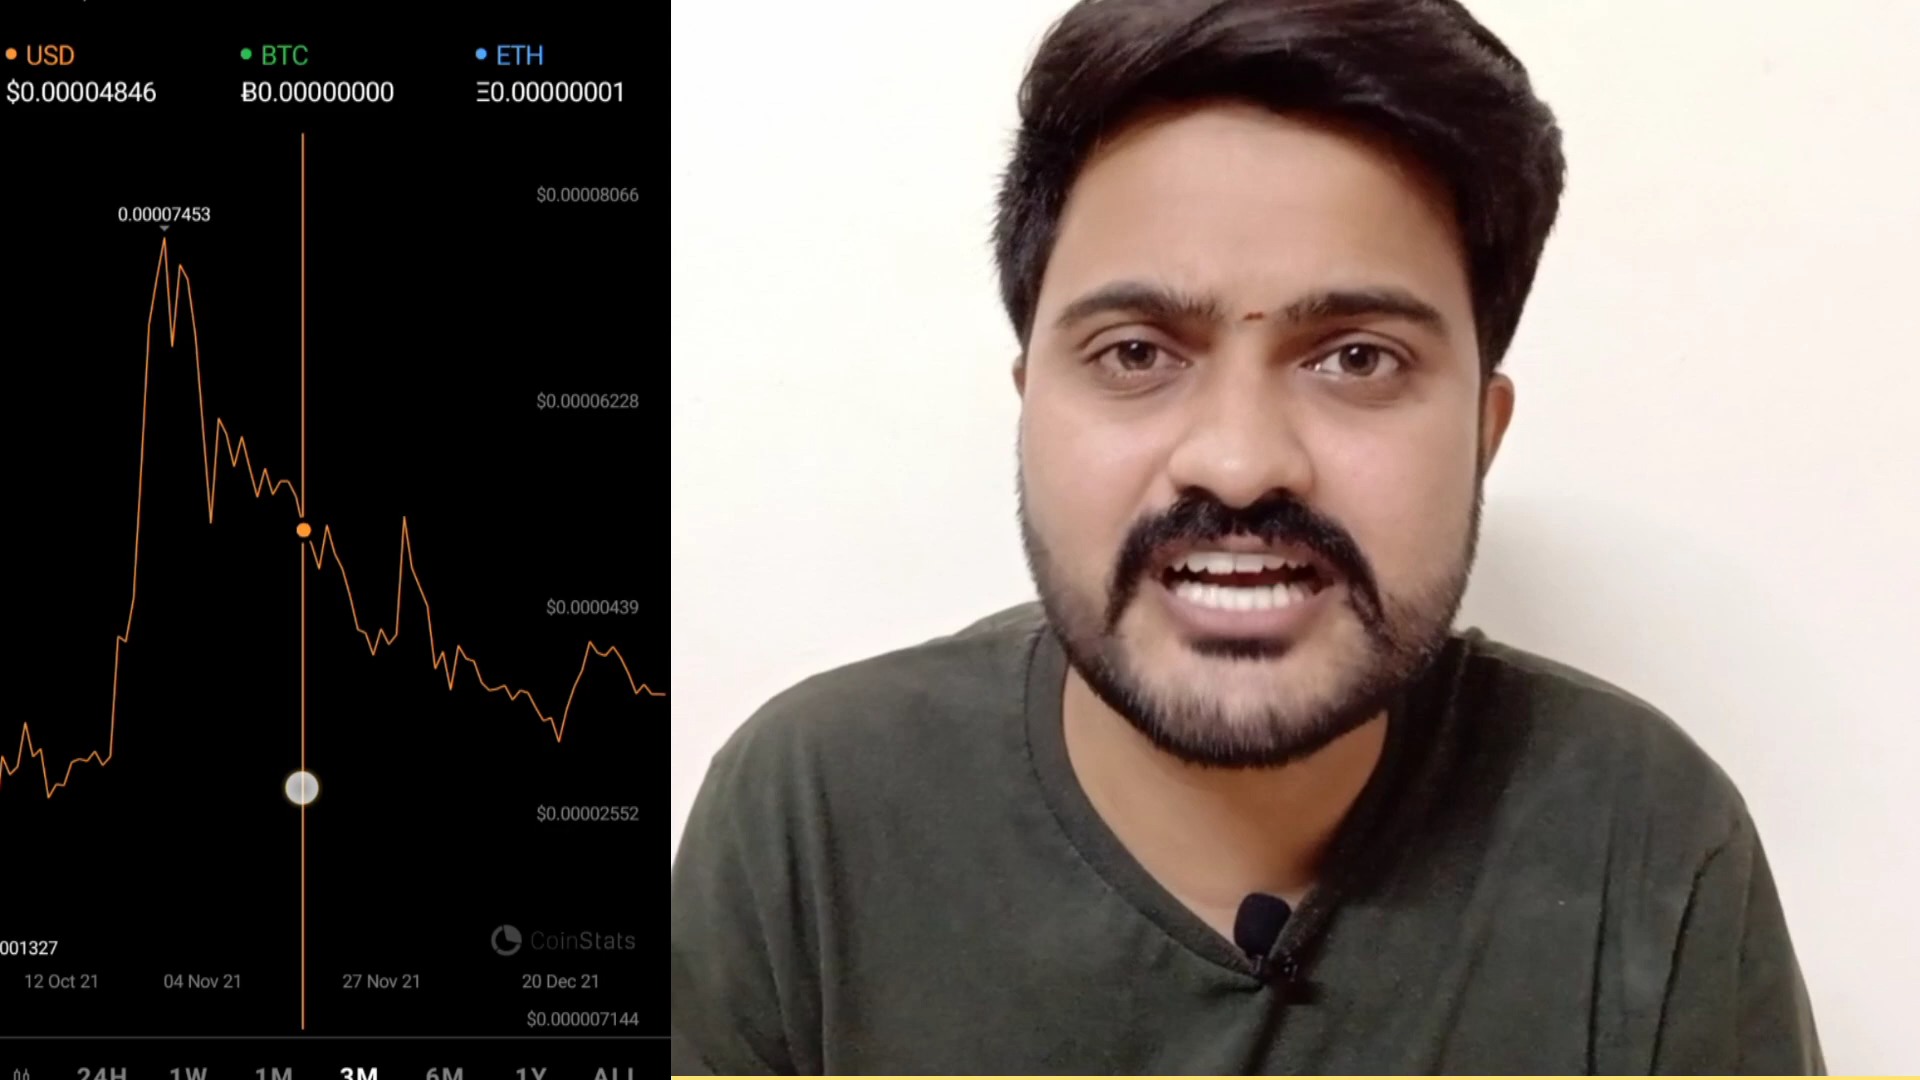 USD BTC ETH
$0.00004846 Ƀ0.00000000 Ξ0.00000001
$0.00008066
0.00007453
$0.00006228
$0.0000439
$0.00002552
CoinStats
001327
12 Oct 21 04 Nov 21 27 Nov 21 20 Dec 21
$0.000007144
24H 1W 1M 3M 6M 1Y ALL